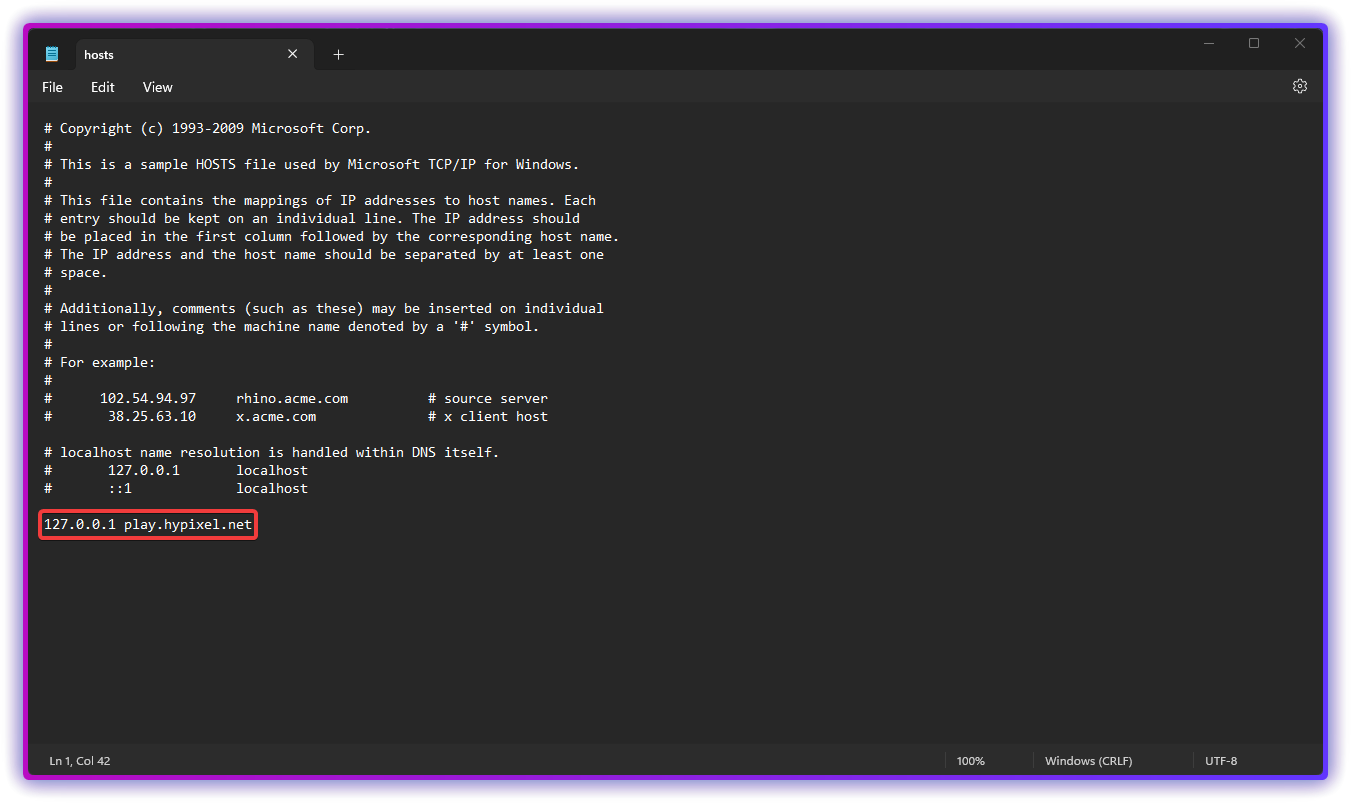 hosts
File Edit View
# Copyright (c) 1993-2009 Microsoft Corp.
#
# This is a sample HOSTS file used by Microsoft TCP/IP for Windows.
#
# This file contains the mappings of IP addresses to host names. Each
# entry should be kept on an individual line. The IP address should
# be placed in the first column followed by the corresponding host name.
# The IP address and the host name should be separated by at least one
# space.
#
# Additionally, comments (such as these) may be inserted on individual
# lines or following the machine name denoted by a '#' symbol.
#
# For example:
#
#      102.54.94.97     rhino.acme.com          # source server
#       38.25.63.10     x.acme.com              # x client host
# localhost name resolution is handled within DNS itself.
#       127.0.0.1       localhost
#       ::1             localhost
127.0.0.1 play.hypixel.net
Ln 1, Col 42 100% Windows (CRLF) UTF-8